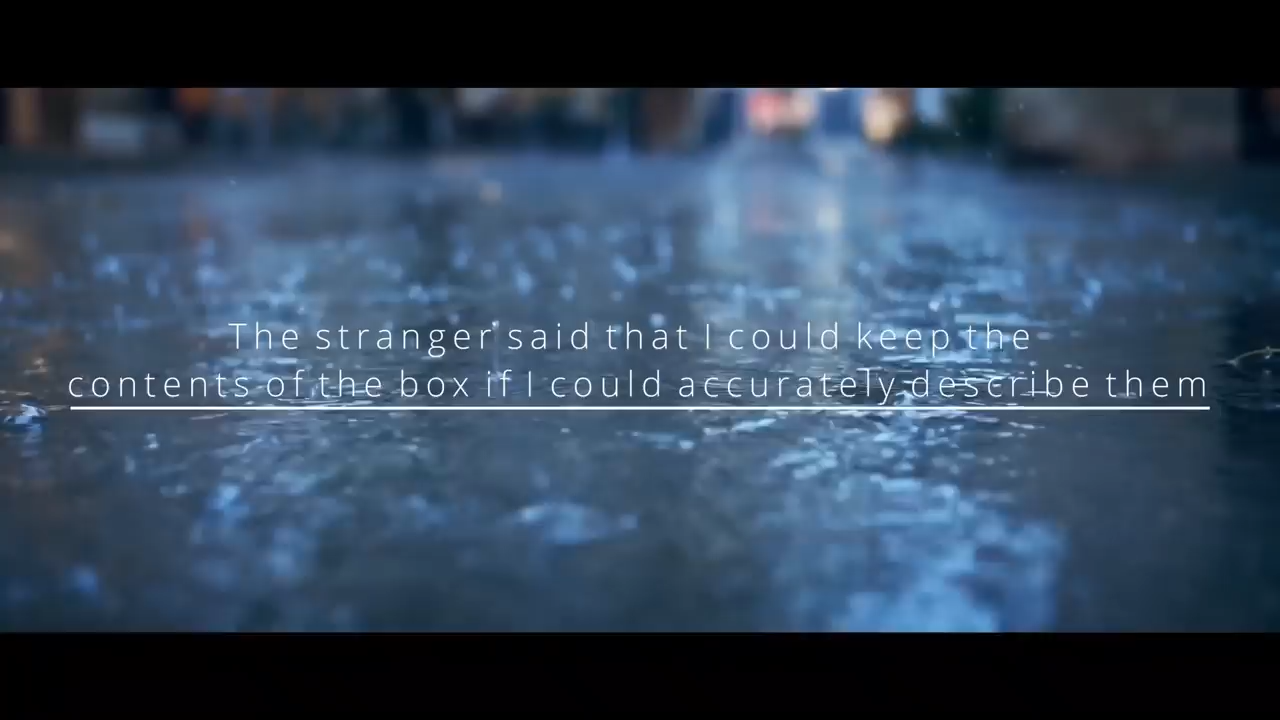 The stranger said that I could keep the
contents of the box if I could accurately describe them